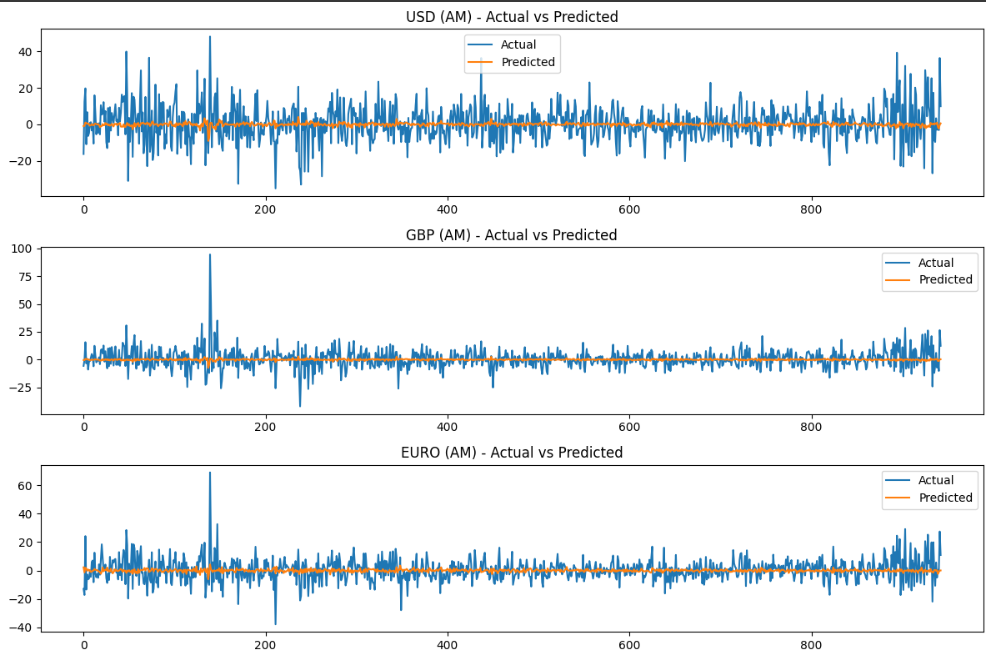 USD (AM) - Actual vs Predicted
Actual
Predicted
40
20
0
−20
0 200 400 600 800
GBP (AM) - Actual vs Predicted
Actual
Predicted
100
75
50
25
0
−25
0 200 400 600 800
EURO (AM) - Actual vs Predicted
Actual
Predicted
60
40
20
0
−20
−40
0 200 400 600 800